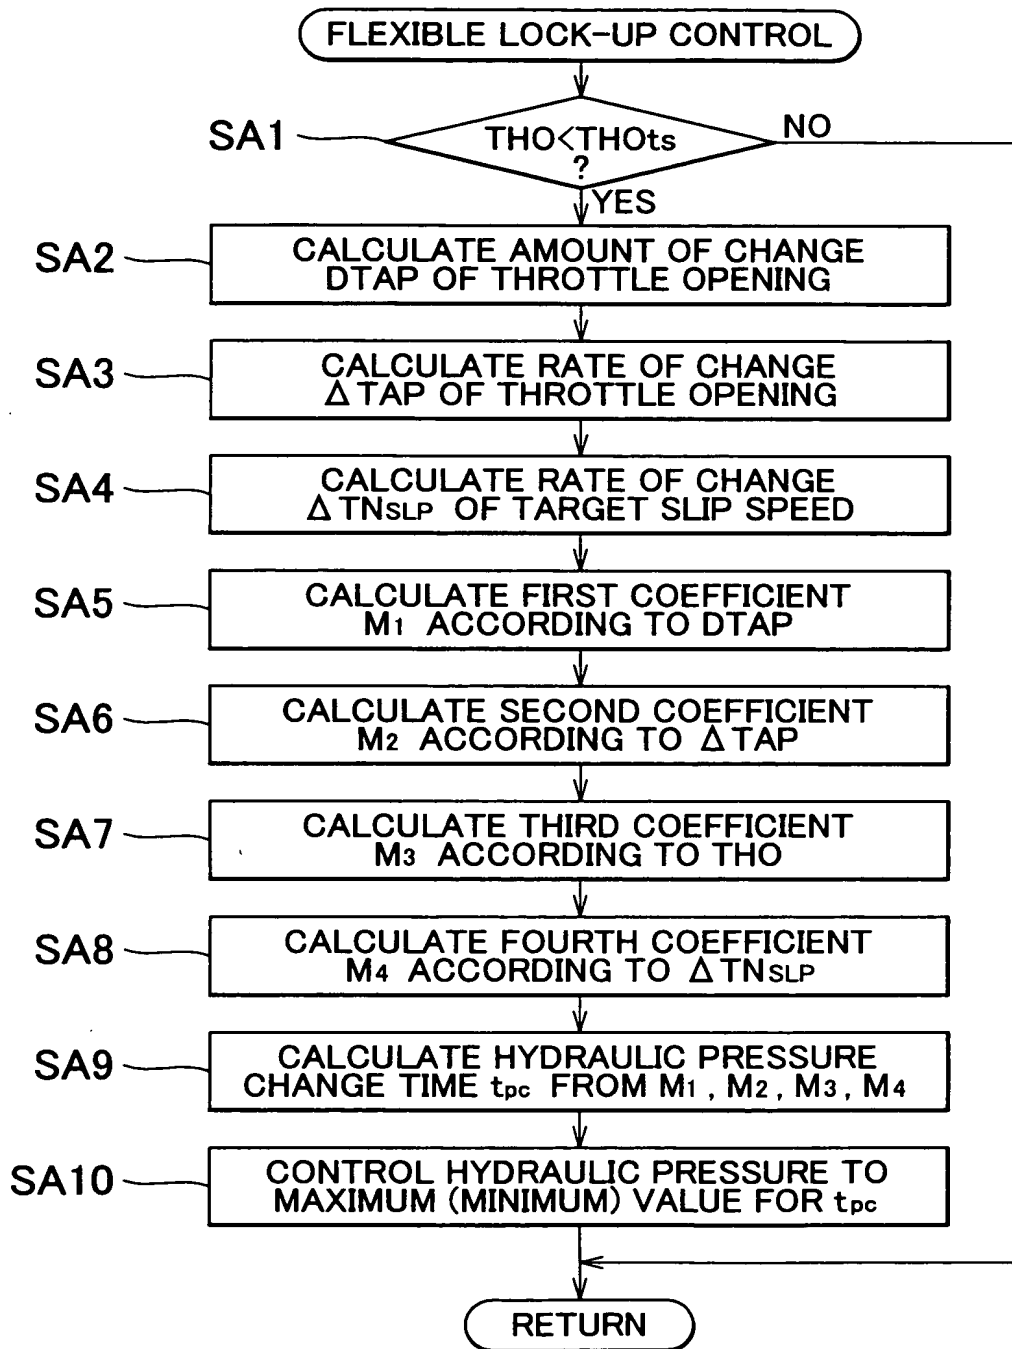 FLEXIBLE LOCK-UP CONTROL
SA1
THO<THOts
?
NO
YES
SA2
CALCULATE AMOUNT OF CHANGE
DTAP OF THROTTLE OPENING
SA3
CALCULATE RATE OF CHANGE
ΔTAP OF THROTTLE OPENING
SA4
CALCULATE RATE OF CHANGE
ΔTNSLP OF TARGET SLIP SPEED
SA5
CALCULATE FIRST COEFFICIENT
M1 ACCORDING TO DTAP
SA6
CALCULATE SECOND COEFFICIENT
M2 ACCORDING TO ΔTAP
SA7
CALCULATE THIRD COEFFICIENT
M3 ACCORDING TO THO
SA8
CALCULATE FOURTH COEFFICIENT
M4 ACCORDING TO ΔTNSLP
SA9
CALCULATE HYDRAULIC PRESSURE
CHANGE TIME tpc FROM M1, M2, M3, M4
SA10
CONTROL HYDRAULIC PRESSURE TO
MAXIMUM (MINIMUM) VALUE FOR tpc
RETURN